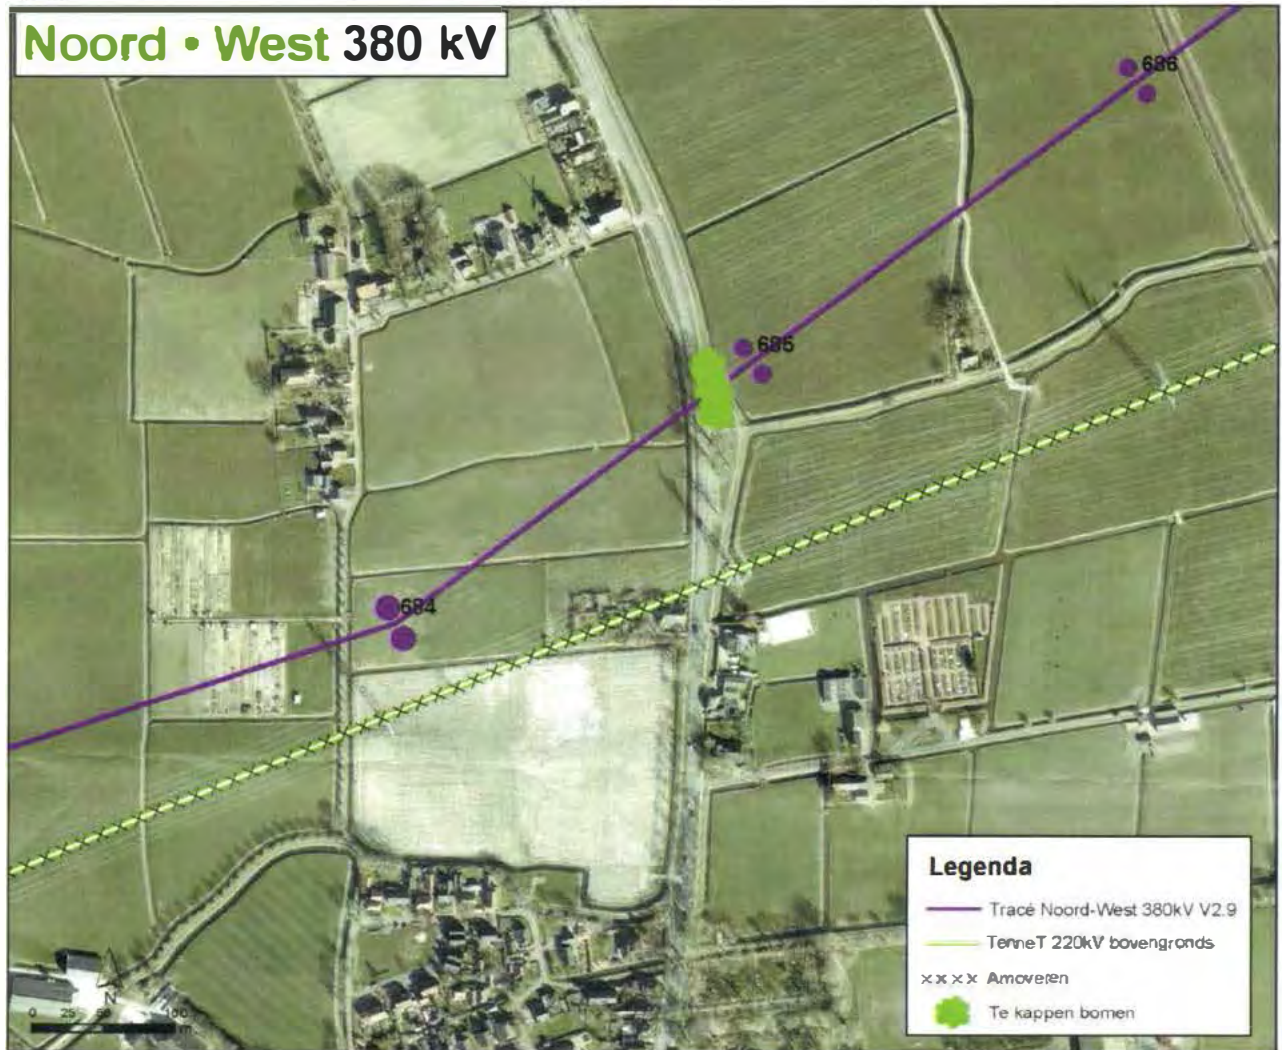 Noord • West 380 kV
686
685
684
Legenda
Tracé Noord-West 380kV V2.9
TenneT 220kV bovengronds
xxxx Amoveren
Te kappen bomen
N
0 25 50 100
m